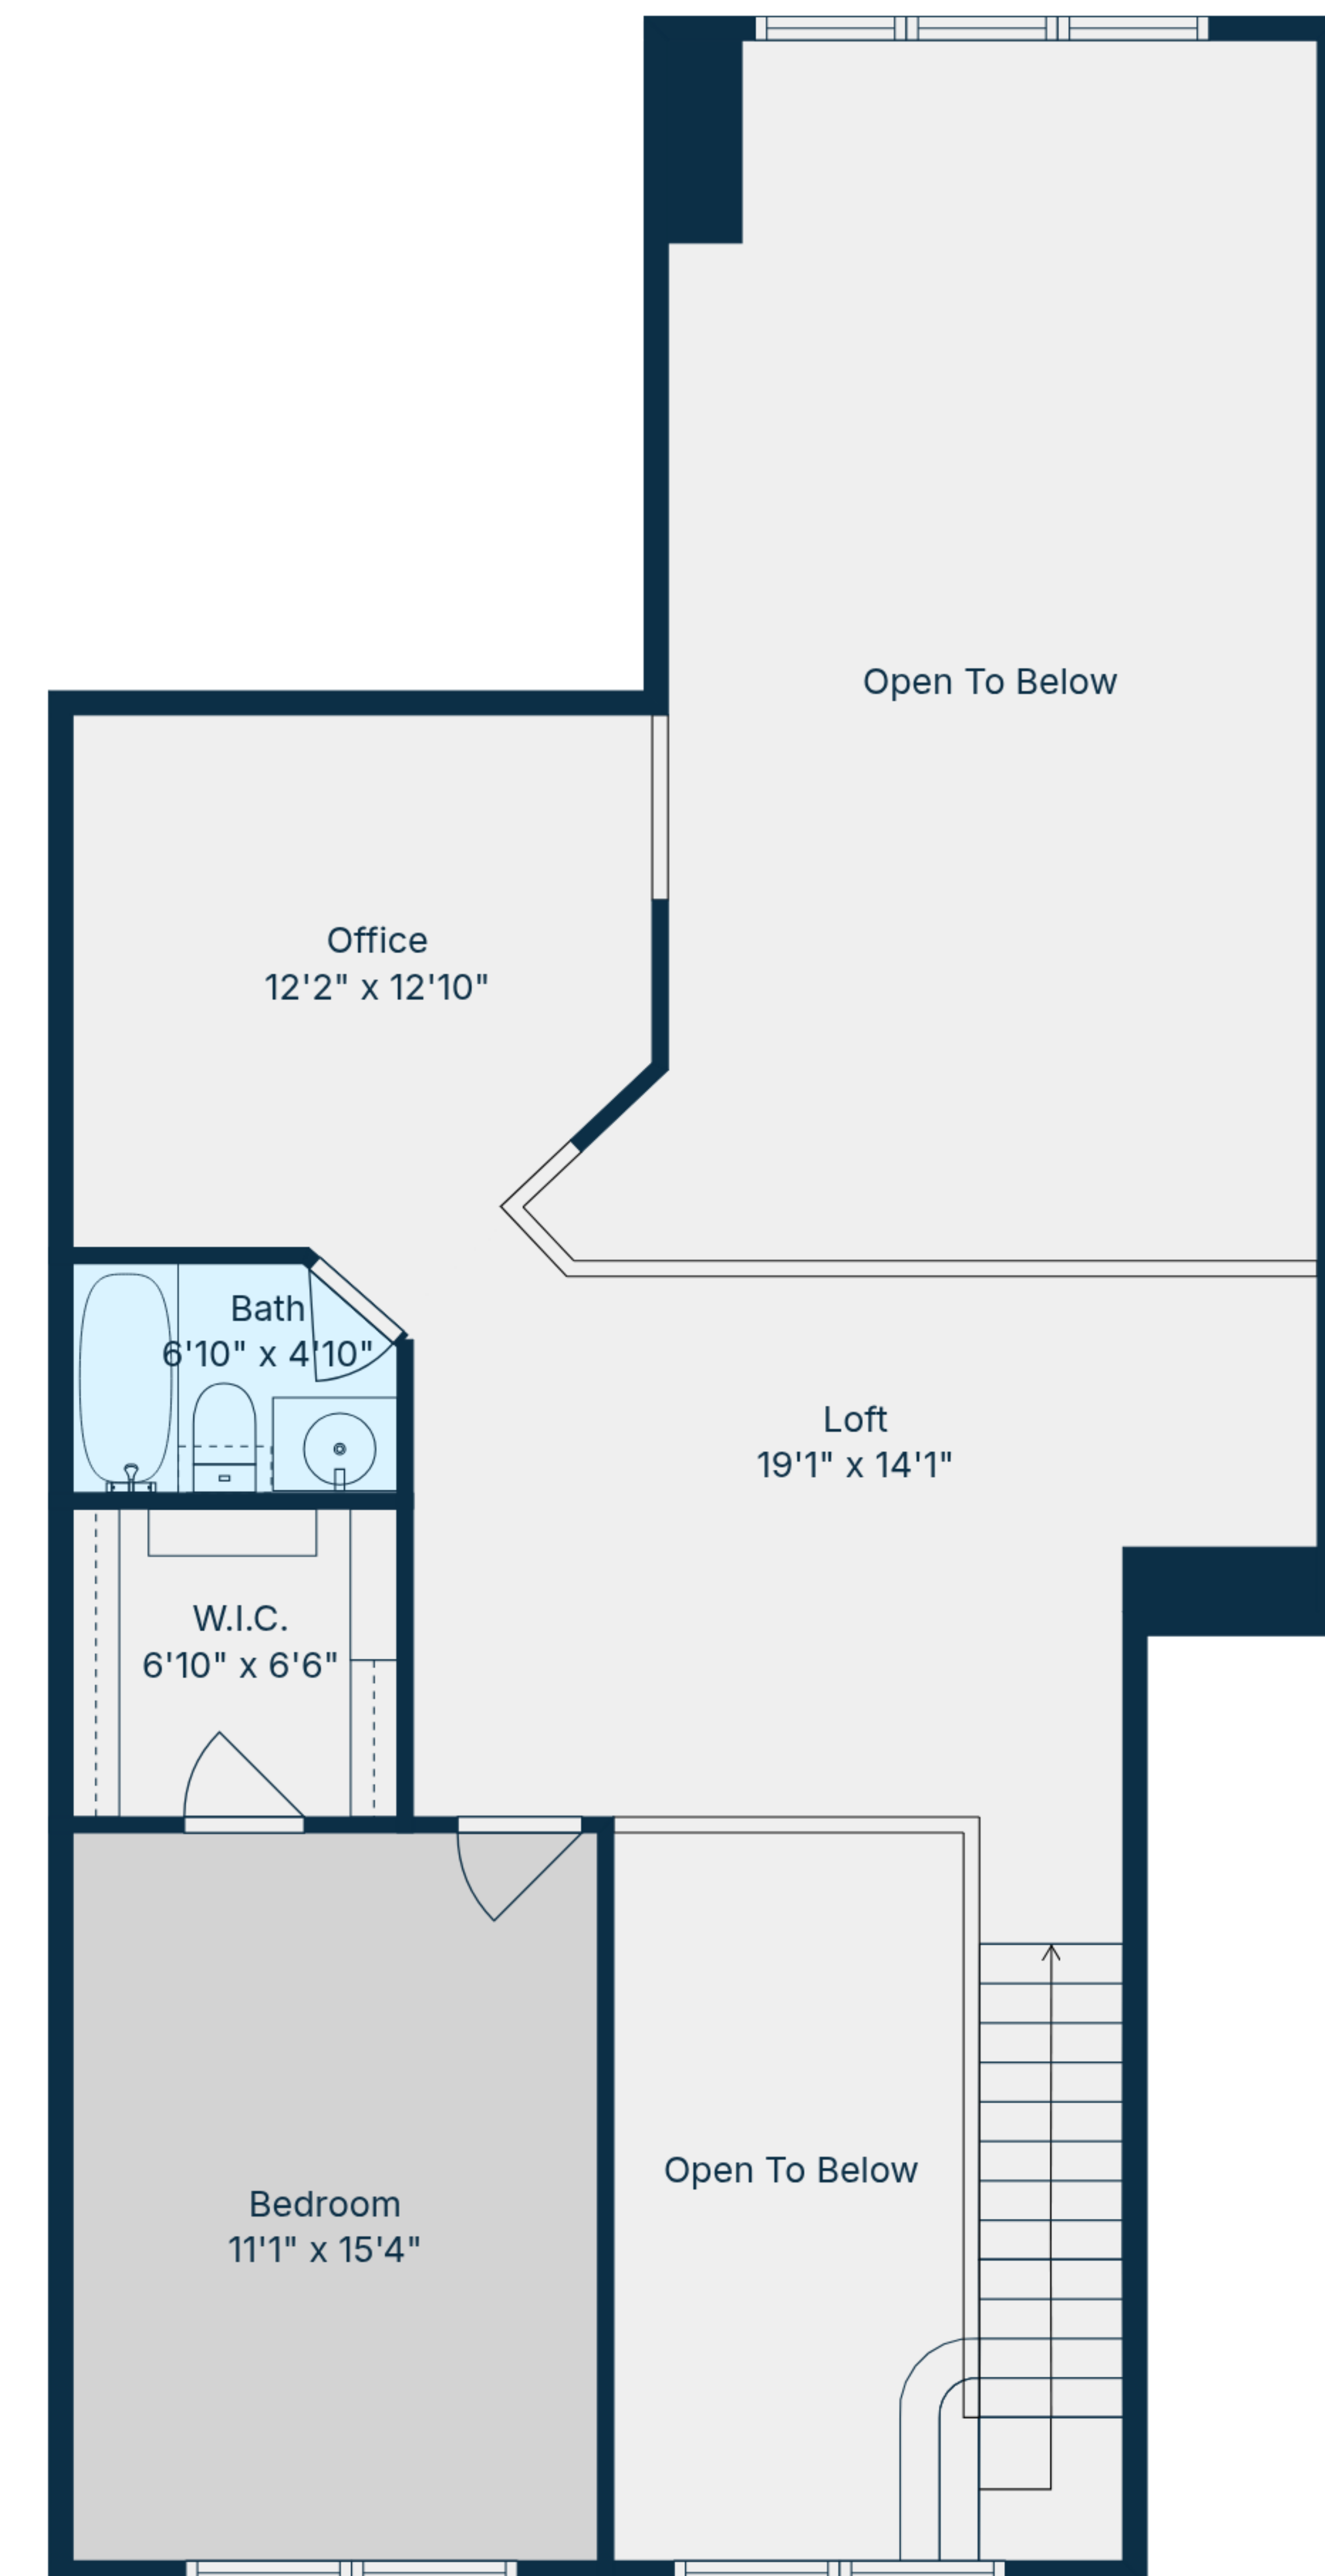 Open To Below
Office
12'2" x 12'10"
Bath
6'10" x 4'10"
Loft
19'1" x 14'1"
W.I.C.
6'10" x 6'6"
Open To Below
Bedroom
11'1" x 15'4"